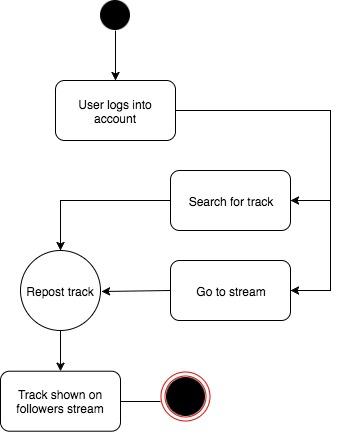 User logs into
account
Search for track
Go to stream
Repost track
Track shown on
followers stream